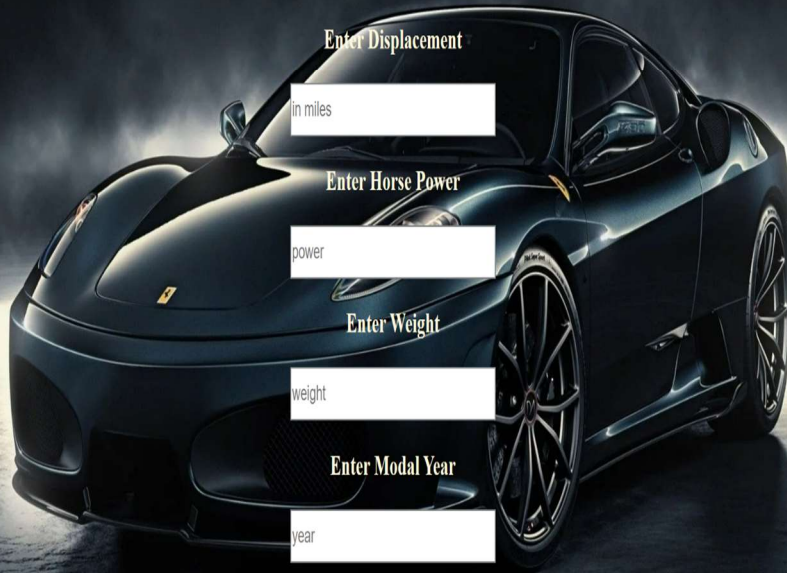 Enter Displacement
in miles
Enter Horse Power
power
Enter Weight
weight
Enter Modal Year
year